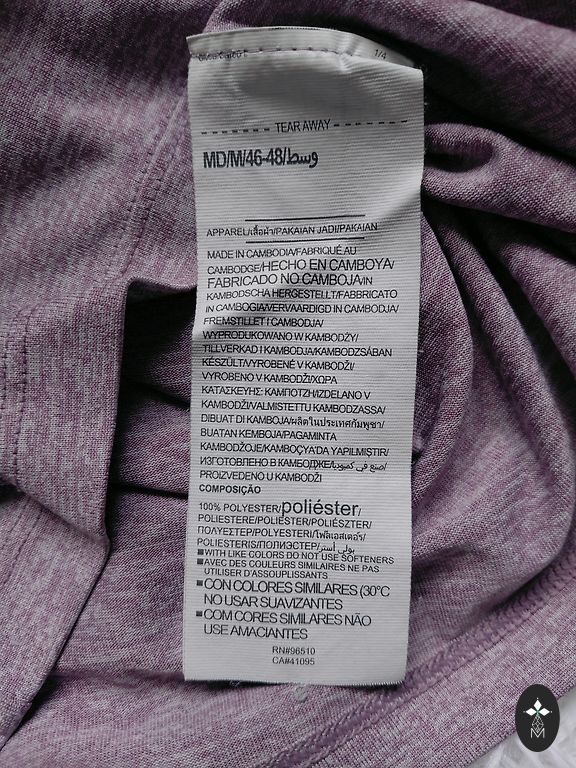 1/4
TEAR AWAY
MD/M/46-48/وسط
APPAREL/เสื้อผ้า/PAKAIAN JADI/PAKAIAN
MADE IN CAMBODIA/FABRIQUÉ AU
CAMBODGE/HECHO EN CAMBOYA/
FABRICADO NO CAMBOJA/IN
KAMBODSCHA HERGESTELLT/FABBRICATO
IN CAMBOGIA/VERVAARDIGD IN CAMBODJA/
FREMSTILLET I CAMBODJA/
WYPRODUKOWANO W KAMBODŻY/
TILLVERKAD I KAMBODJA/KAMBODZSÁBAN
KÉSZÜLT/VYROBENÉ V KAMBODŽI/
VYROBENO V KAMBODŽI/ΧΩΡΑ
ΚΑΤΑΣΚΕΥΗΣ: ΚΑΜΠΟΤΖΗ/IZDELANO V
KAMBODŽI/VALMISTETTU KAMBODZASSA/
DIBUAT DI KAMBOJA/ผลิตในประเทศกัมพูชา/
BUATAN KEMBOJA/PAGAMINTA
KAMBODŽOJE/KAMBOÇYA'DA YAPILMIŞTIR/
ИЗГОТОВЛЕНО В КАМБОДЖЕ/صنع في كمبوديا/
PROIZVEDENO U KAMBODŽI
COMPOSIÇÃO
100% POLYESTER/poliéster/
POLIESTERE/POLIESTER/POLIÉSZTER/
ΠΟΛΥΕΣΤΕΡ/POLYESTER/โพลีเอสเตอร์/
POLIESTERIS/ПОЛИЭСТЕР/بولي أستر
WITH LIKE COLORS DO NOT USE SOFTENERS
AVEC DES COULEURS SIMILAIRES NE PAS
UTILISER D'ASSOUPLISSANTS
CON COLORES SIMILARES (30°C
NO USAR SUAVIZANTES
COM CORES SIMILARES NÃO
USE AMACIANTES
RN#96510
CA#41095
M